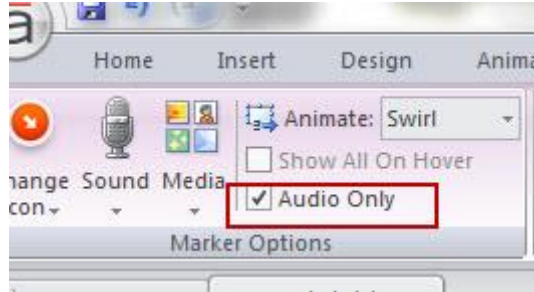 a
Home Insert Design Anima
Animate: Swirl
Show All On Hover
hange Sound Media
con
Audio Only
Marker Options